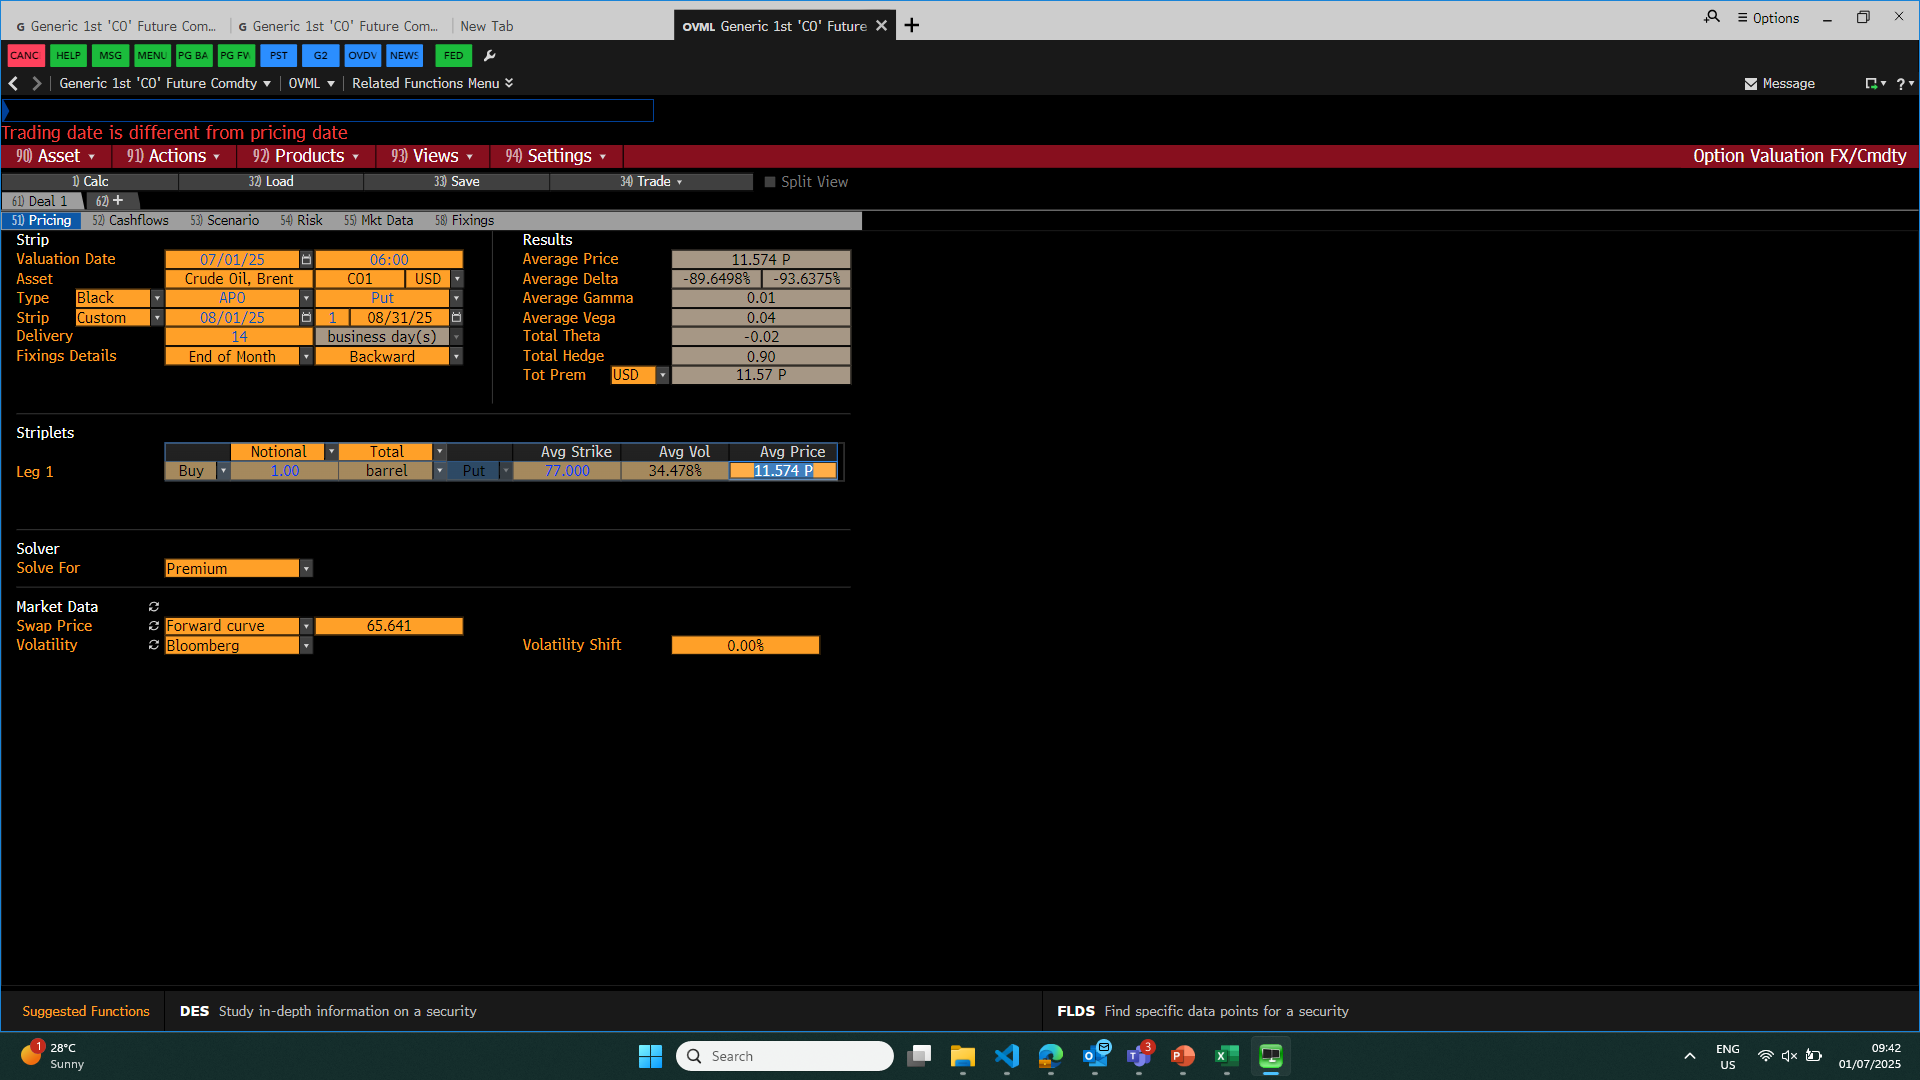 G Generic 1st 'CO' Future Com... G Generic 1st 'CO' Future Com... New Tab OVML Generic 1st 'CO' Future Options
CANC HELP MSG MENU PG BA PG FW PST G2 OVDV NEWS FED
Generic 1st 'CO' Future Comdty OVML Related Functions Menu Message ?
Trading date is different from pricing date
90) Asset 91) Actions 92) Products 93) Views 94) Settings Option Valuation FX/Cmdty
1) Calc 32) Load 33) Save 34) Trade Split View
61) Deal 1 62) +
51) Pricing 52) Cashflows 53) Scenario 54) Risk 55) Mkt Data 58) Fixings
Strip Results
Valuation Date 07/01/25 06:00 Average Price 11.574 P
Asset Crude Oil, Brent CO1 USD Average Delta -89.6498% -93.6375%
Type Black APO Put Average Gamma 0.01
Strip Custom 08/01/25 1 08/31/25 Average Vega 0.04
Delivery 14 business day(s) Total Theta -0.02
Fixings Details End of Month Backward Total Hedge 0.90
Tot Prem USD 11.57 P
Striplets
Notional Total Avg Strike Avg Vol Avg Price
Leg 1 Buy 1.00 barrel Put 77.000 34.478% 11.574 P
Solver
Solve For Premium
Market Data
Swap Price Forward curve 65.641
Volatility Bloomberg Volatility Shift 0.00%
Suggested Functions DES Study in-depth information on a security FLDS Find specific data points for a security
1 28°C
Sunny
Search
3
ENG
US
09:42
01/07/2025